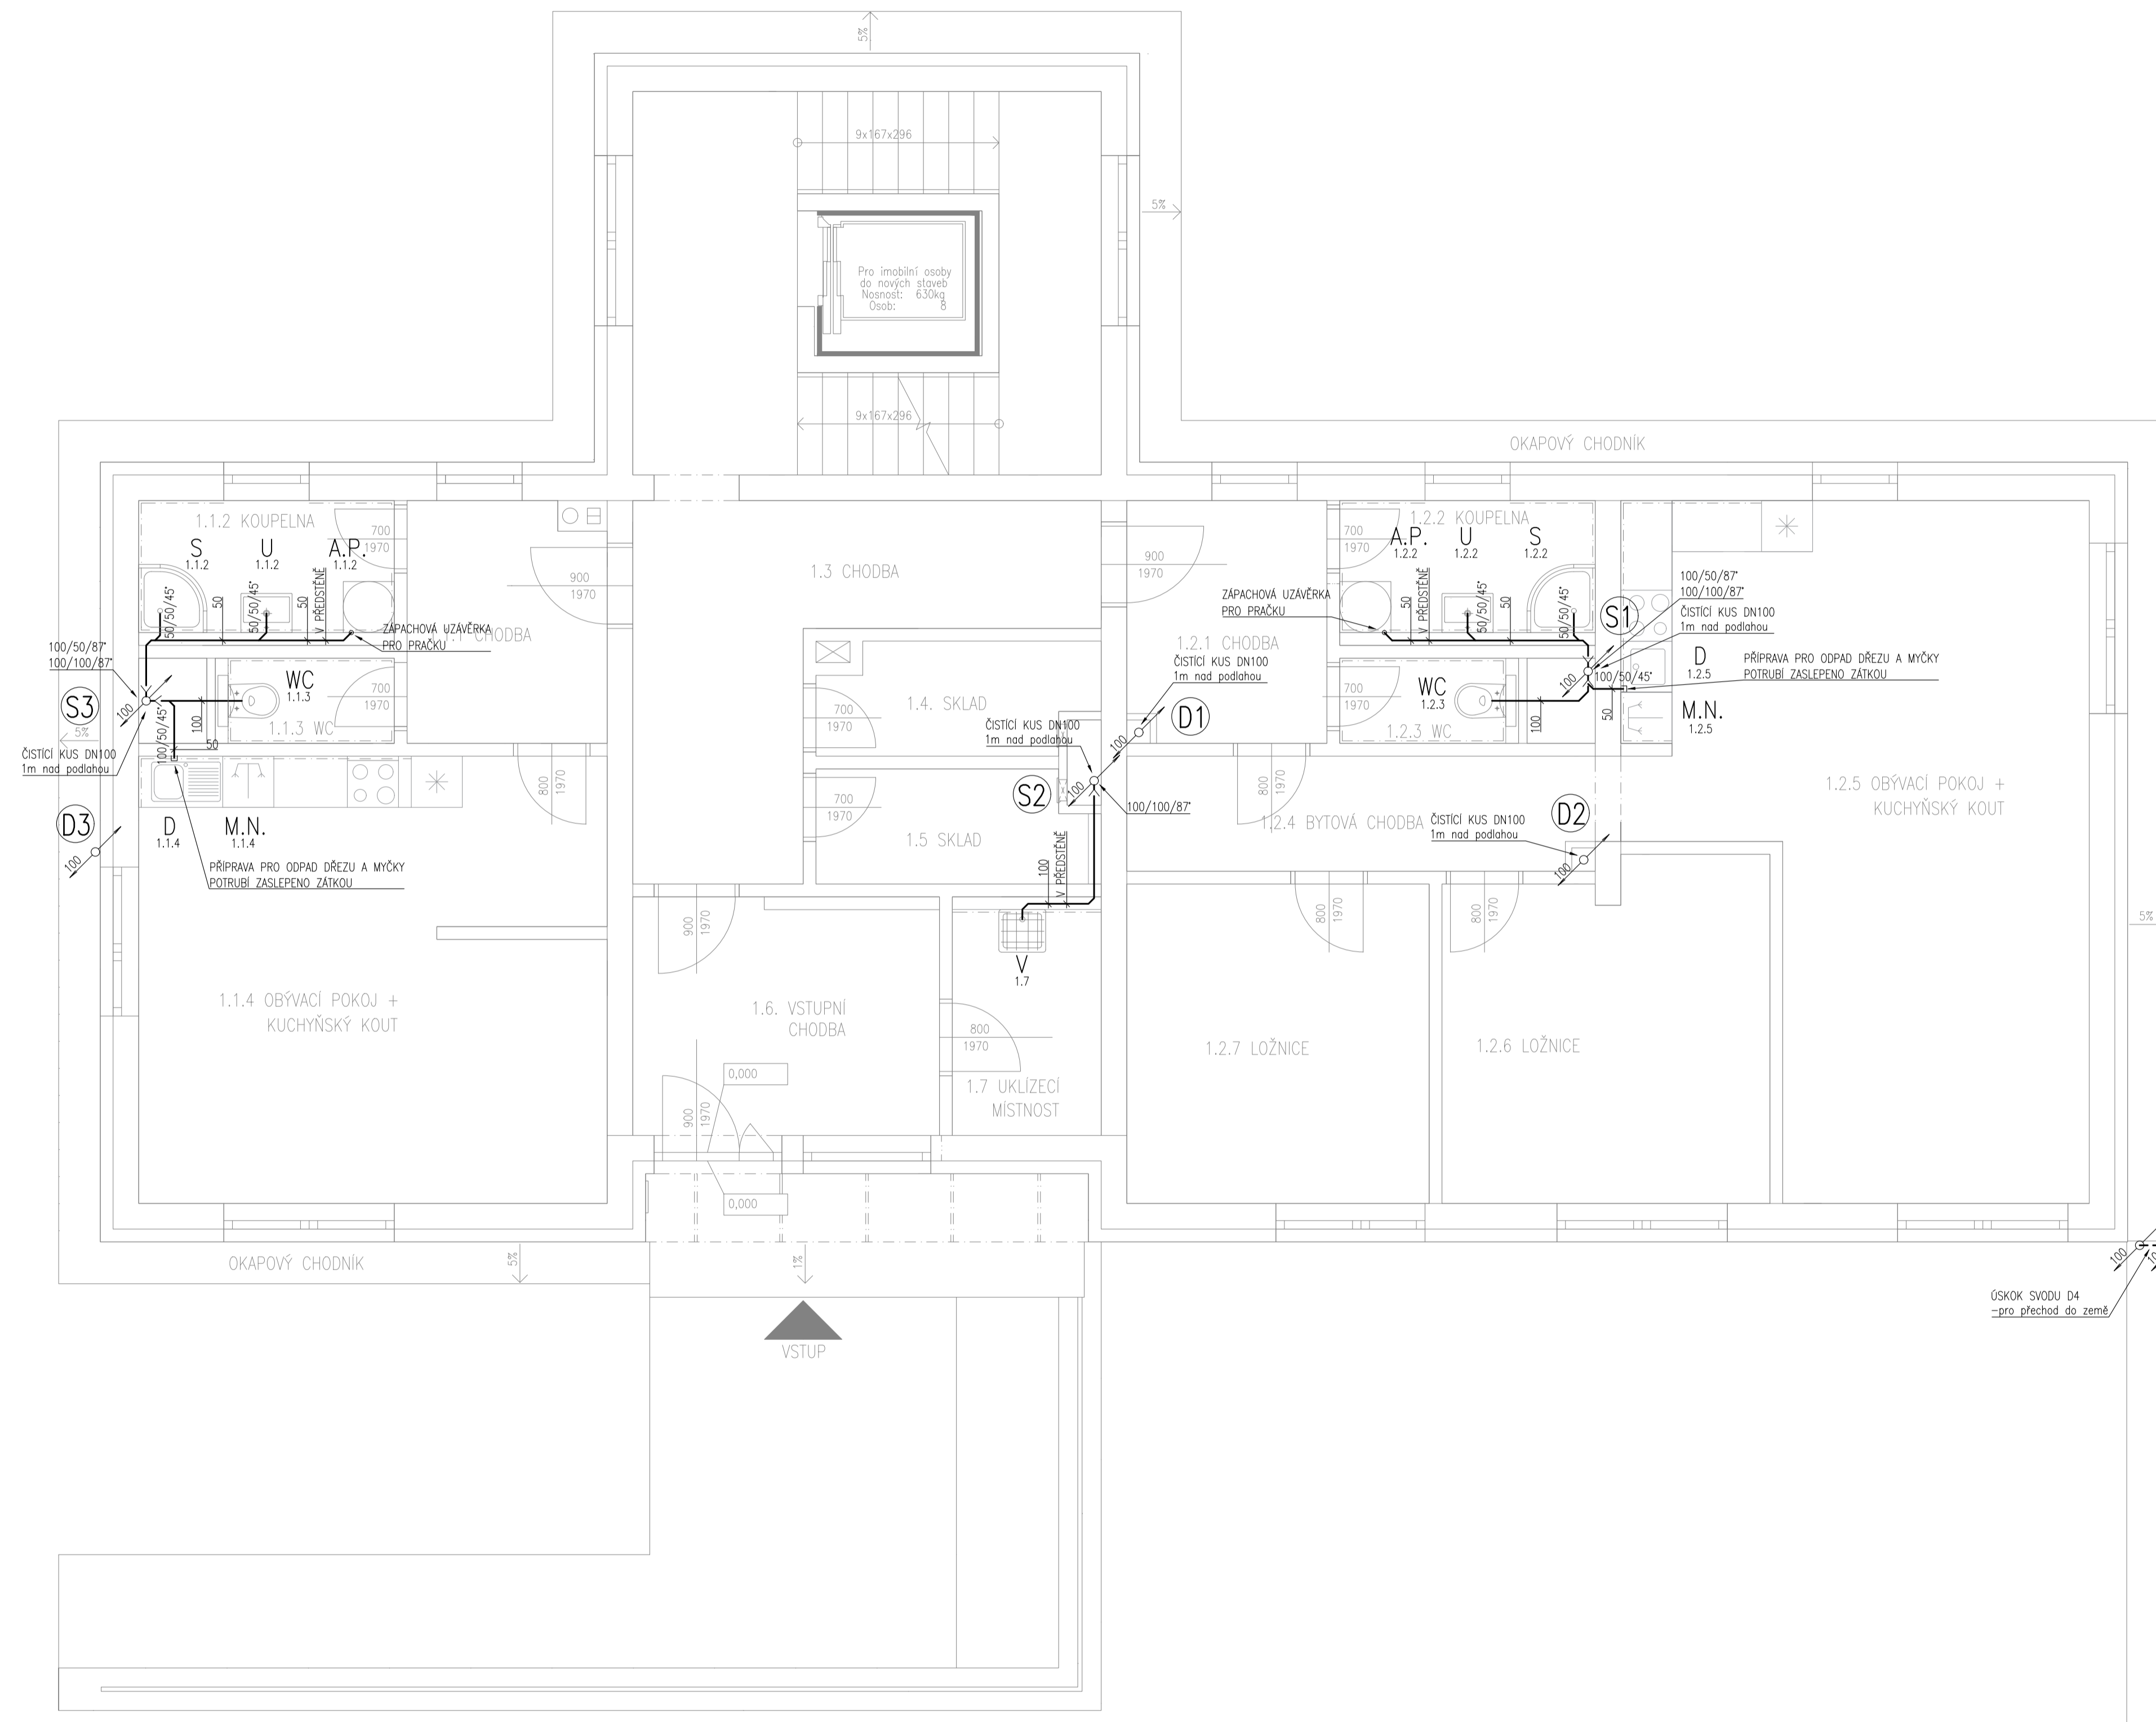 5%
9x167x296
5%
Pro imobilní osoby
do nových staveb
Nosnost: 630kg
Osob: 8
9x167x296
OKAPOVÝ CHODNÍK
1.1.2 KOUPELNA
S
1.1.2
U
1.1.2
A.P.
1.1.2
700
1970
50/50/45°
50
50/50/45°
50
V PŘEDSTĚNĚ
ZÁPACHOVÁ UZÁVĚRKA
PRO PRAČKU
1.1 CHODBA
900
1970
1.3 CHODBA
900
1970
1.2.2 KOUPELNA
A.P.
1.2.2
U
1.2.2
S
1.2.2
700
1970
ZÁPACHOVÁ UZÁVĚRKA
PRO PRAČKU
50
V PŘEDSTĚNĚ
50/50/45°
50
50/50/45°
S1
100/50/87°
100/100/87°
ČISTÍCÍ KUS DN100
1m nad podlahou
1.2.1 CHODBA
ČISTÍCÍ KUS DN100
1m nad podlahou
D
1.2.5
PŘÍPRAVA PRO ODPAD DŘEZU A MYČKY
POTRUBÍ ZASLEPENO ZÁTKOU
100/50/87°
100/100/87°
S3
5%
100
100/50/45°
100
50
WC
1.1.3
1.1.3 WC
700
1970
ČISTÍCÍ KUS DN100
1m nad podlahou
1.4. SKLAD
700
1970
ČISTÍCÍ KUS DN100
1m nad podlahou
D1
100
700
1970
WC
1.2.3
1.2.3 WC
100
100
100/50/45°
50
M.N.
1.2.5
D3
100
D
1.1.4
M.N.
1.1.4
PŘÍPRAVA PRO ODPAD DŘEZU A MYČKY
POTRUBÍ ZASLEPENO ZÁTKOU
800
1970
700
1970
1.5 SKLAD
S2
100
100/100/87°
100
V PŘEDSTĚNĚ
800
1970
1.2.4 BYTOVÁ CHODBA
ČISTÍCÍ KUS DN100
1m nad podlahou
D2
100
1.2.5 OBÝVACÍ POKOJ +
KUCHYŇSKÝ KOUT
5%
1.1.4 OBÝVACÍ POKOJ +
KUCHYŇSKÝ KOUT
900
1970
1.6. VSTUPNÍ
CHODBA
V
1.7
800
1970
1.7 UKLÍZECÍ
MÍSTNOST
800
1970
800
1970
1.2.7 LOŽNICE
1.2.6 LOŽNICE
0,000
900
1970
0,000
OKAPOVÝ CHODNÍK
5%
1%
VSTUP
100
ÚSKOK SVODU D4
-pro přechod do země